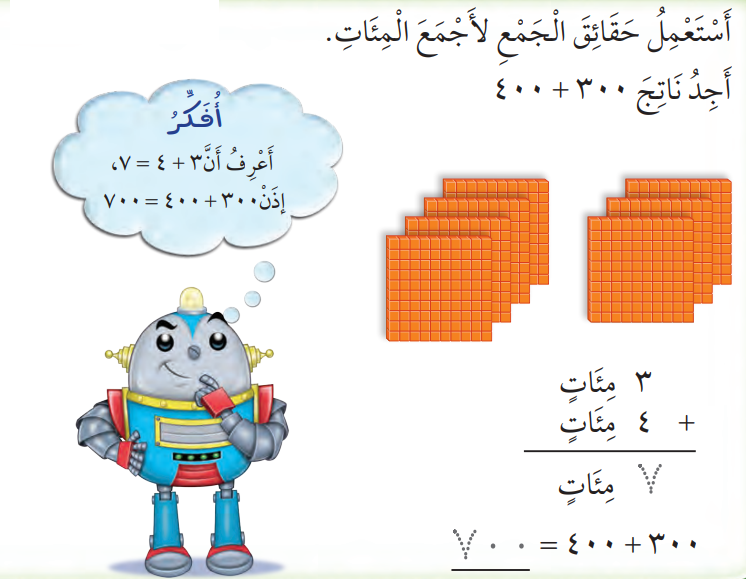 أَسْتَعْمِلُ حَقَائِقَ الْجَمْعِ لأَجْمَعَ الْمِئَاتِ.
أَجِدُ نَاتِجَ ٣٠٠ + ٤٠٠
أُفَكِّرُ
أَعْرِفُ أَنَّ ٣ + ٤ = ٧،
إِذَنْ ٣٠٠ + ٤٠٠ = ٧٠٠
٣ مِئَاتٍ
+ ٤ مِئَاتٍ
٧ مِئَاتٍ
٣٠٠ + ٤٠٠ = ٧٠٠